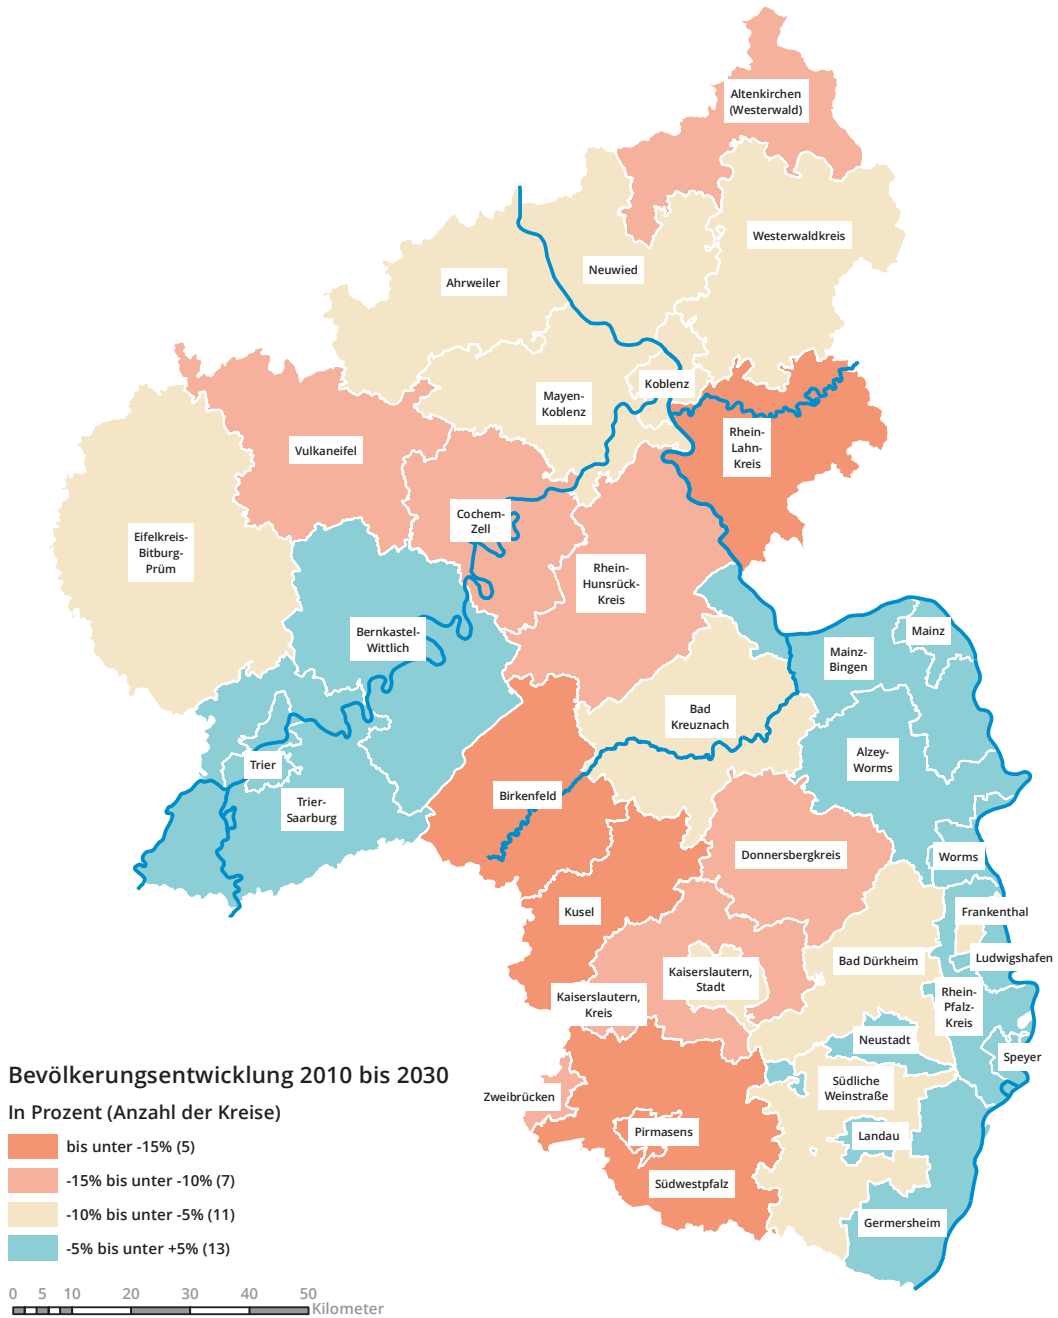 Altenkirchen
(Westerwald)
Westerwaldkreis
Neuwied
Ahrweiler
Koblenz
Mayen-
Koblenz
Rhein-
Lahn-
Kreis
Vulkaneifel
Cochem-
Zell
Eifelkreis-
Bitburg-
Prüm
Rhein-
Hunsrück-
Kreis
Bernkastel-
Wittlich
Mainz
Mainz-
Bingen
Bad
Kreuznach
Alzey-
Worms
Trier
Trier-
Saarburg
Birkenfeld
Donnersbergkreis
Worms
Kusel
Frankenthal
Bad Dürkheim
Ludwigshafen
Kaiserslautern,
Stadt
Kaiserslautern,
Kreis
Rhein-
Pfalz-
Kreis
Neustadt
Speyer
Südliche
Weinstraße
Zweibrücken
Pirmasens
Landau
Südwestpfalz
Germersheim
Bevölkerungsentwicklung 2010 bis 2030
In Prozent (Anzahl der Kreise)
bis unter -15% (5)
-15% bis unter -10% (7)
-10% bis unter -5% (11)
-5% bis unter +5% (13)
0 5 10 20 30 40 50
Kilometer